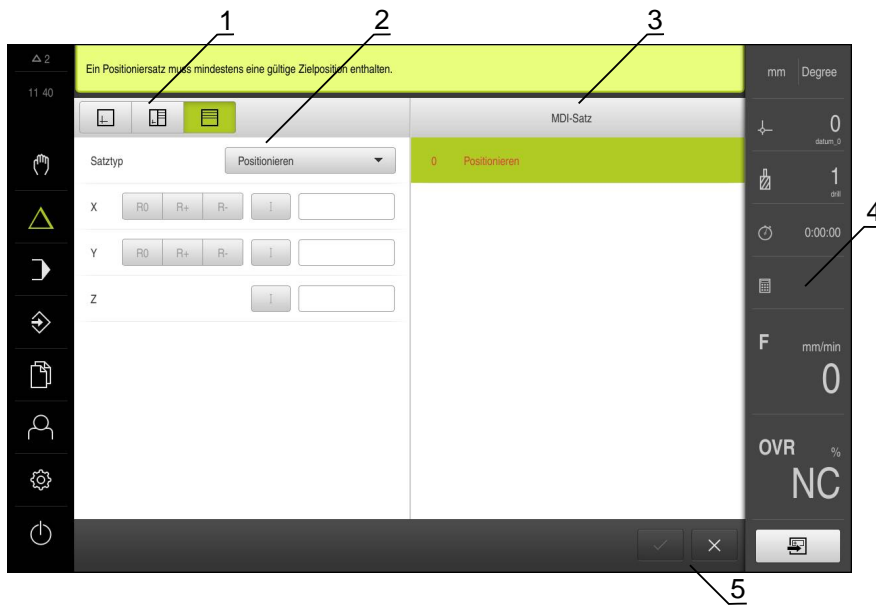 1
2
3
2
Ein Positioniersatz muss mindestens eine gültige Zielposition enthalten.
mm Degree
11 40
MDI-Satz
0
datum_0
Satztyp Positionieren
0 Positionieren
1
drill
X R0 R+ R- I
4
0:00:00
Y R0 R+ R- I
Z I
F mm/min
0
OVR %
NC
5